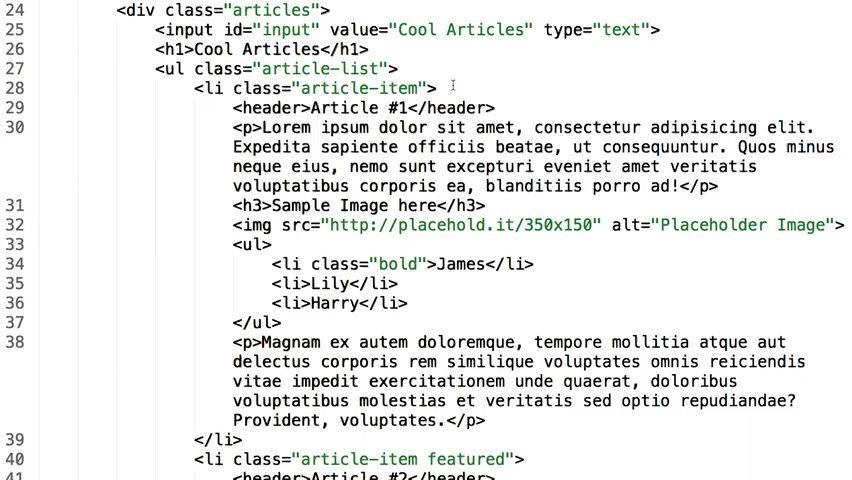 24 <div class="articles">
25 <input id="input" value="Cool Articles" type="text">
26 <h1>Cool Articles</h1>
27 <ul class="article-list">
28 <li class="article-item">
29 <header>Article #1</header>
30 <p>Lorem ipsum dolor sit amet, consectetur adipisicing elit.
Expedita sapiente officiis beatae, ut consequuntur. Quos minus
neque eius, nemo sunt excepturi eveniet amet veritatis
voluptatibus corporis ea, blanditiis porro ad!</p>
31 <h3>Sample Image here</h3>
32 <img src="http://placehold.it/350x150" alt="Placeholder Image">
33 <ul>
34 <li class="bold">James</li>
35 <li>Lily</li>
36 <li>Harry</li>
37 </ul>
38 <p>Magnam ex autem doloremque, tempore mollitia atque aut
delectus corporis rem similique voluptates omnis reiciendis
vitae impedit exercitationem unde quaerat, doloribus
voluptatibus molestias et veritatis sed optio repudiandae?
Provident, voluptates.</p>
39 </li>
40 <li class="article-item featured">
41 <header>Article #2</header>